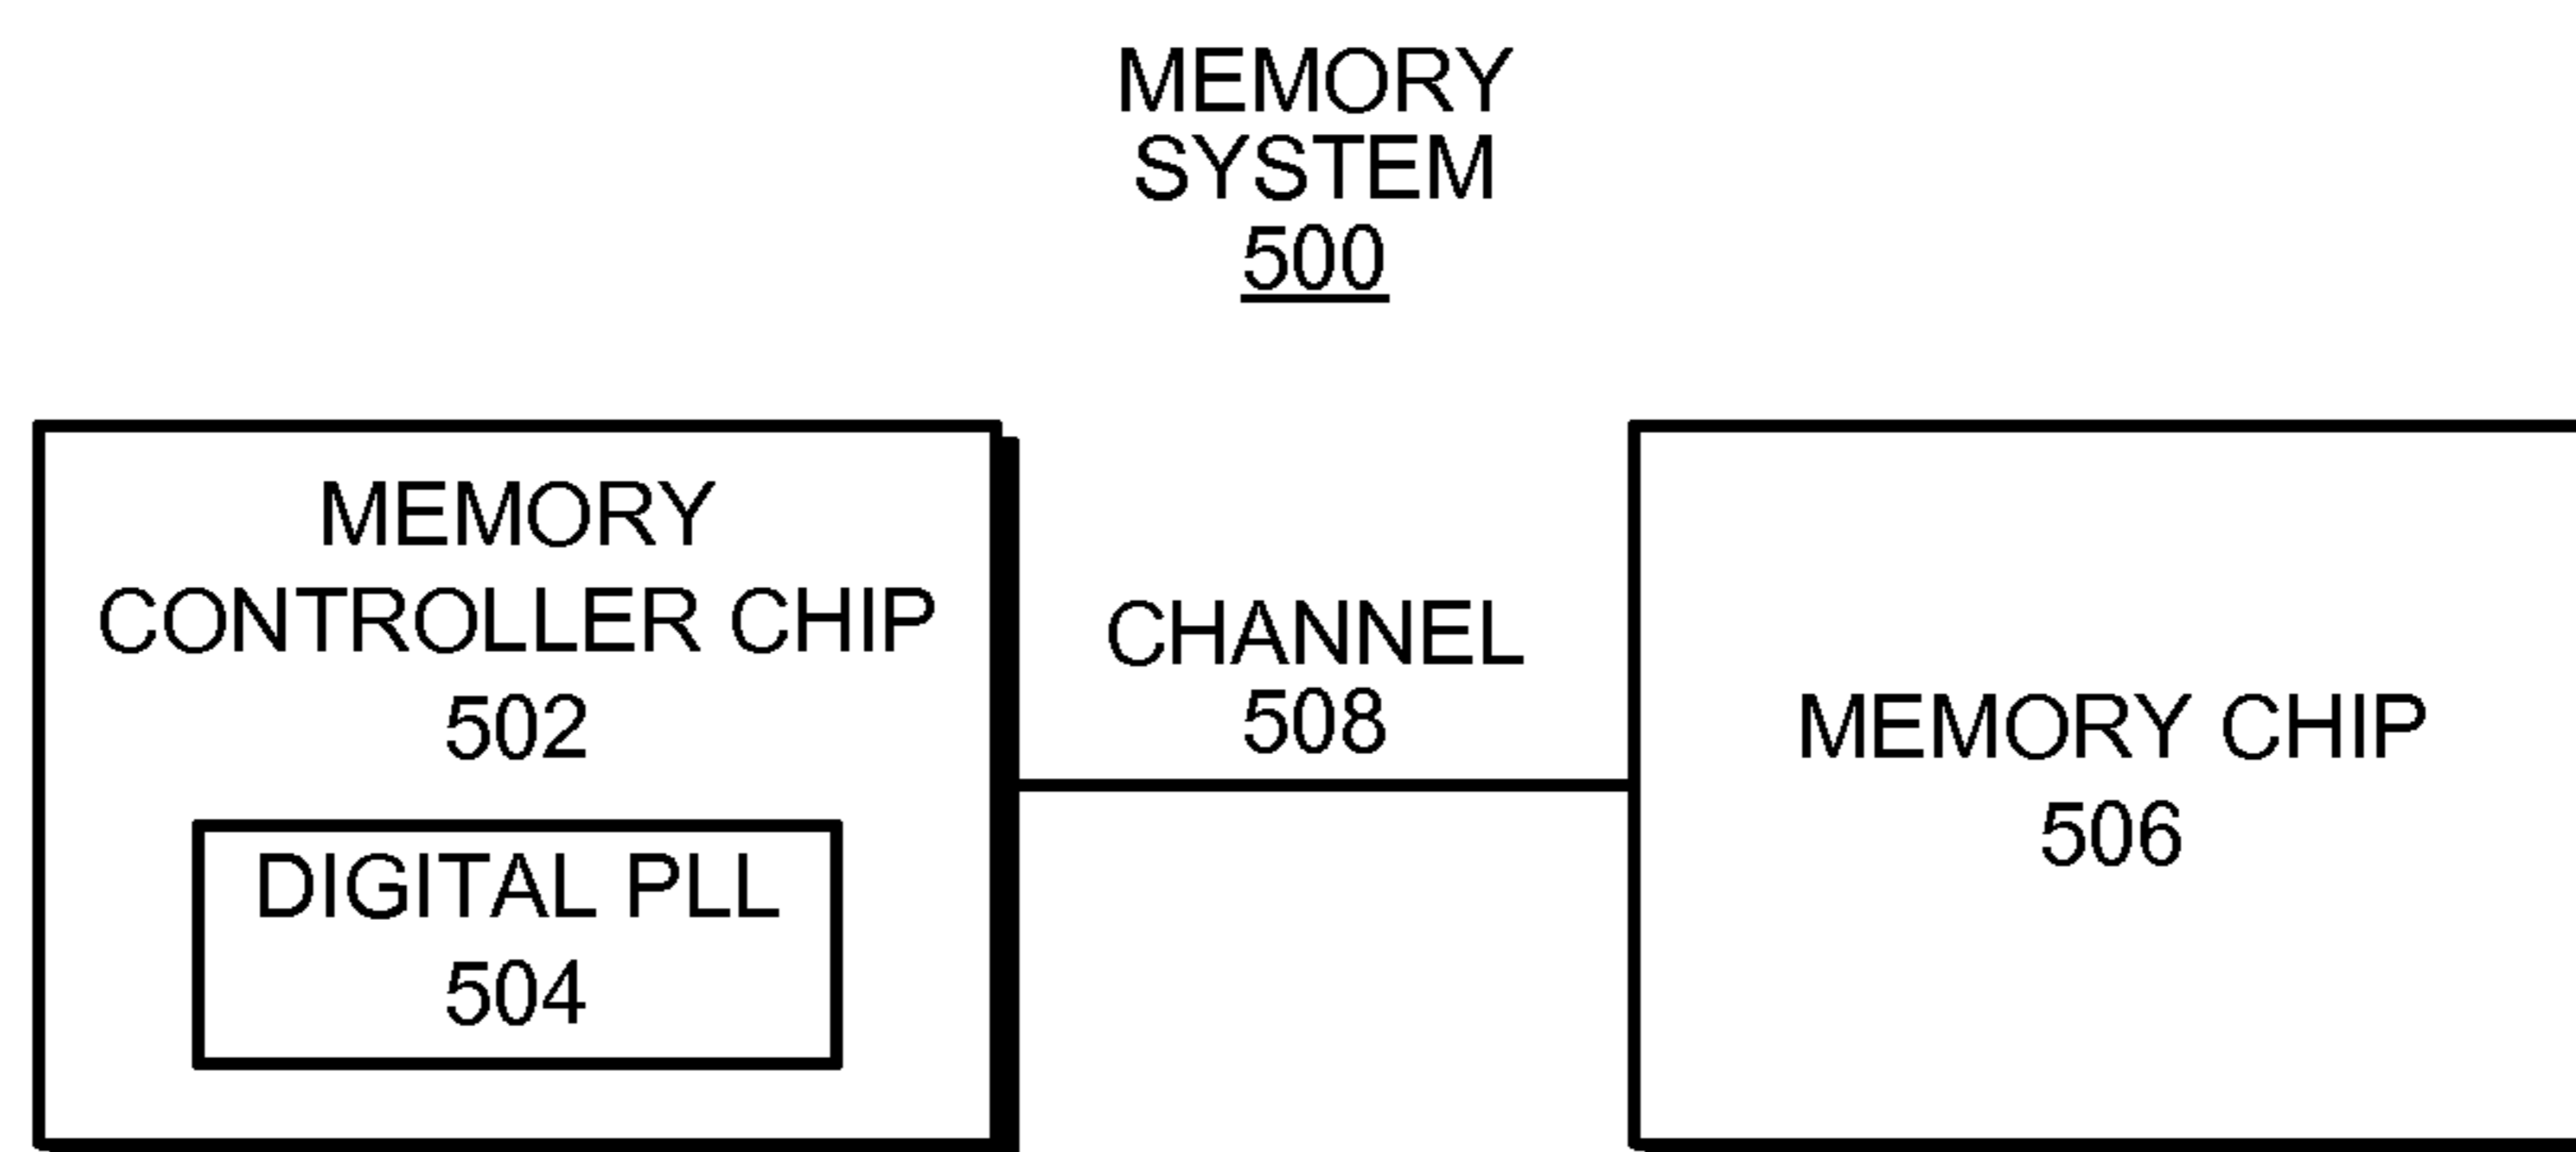 MEMORY
SYSTEM
500
MEMORY
CONTROLLER CHIP
502
DIGITAL PLL
504
CHANNEL
508
MEMORY CHIP
506